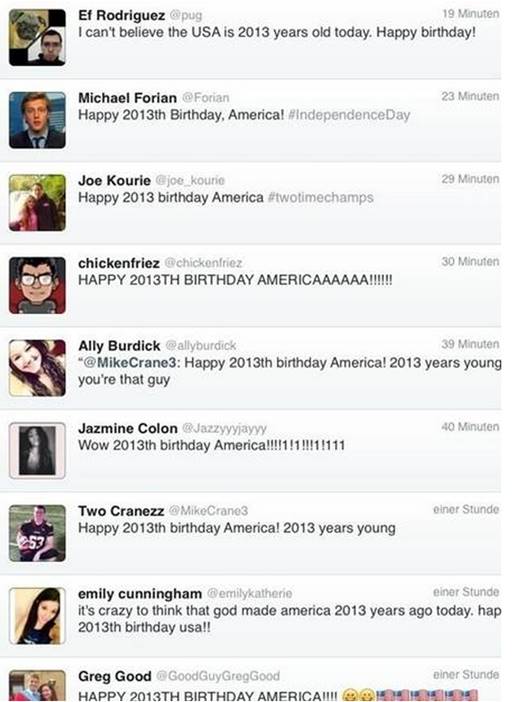 Ef Rodriguez @pug 19 Minuten
I can't believe the USA is 2013 years old today. Happy birthday!
Michael Forian @Forian 23 Minuten
Happy 2013th Birthday, America! #IndependenceDay
Joe Kourie @joe_kourie 29 Minuten
Happy 2013 birthday America #twotimechamps
chickenfriez @chickenfriez 30 Minuten
HAPPY 2013TH BIRTHDAY AMERICAAAAAA!!!!!!
Ally Burdick @allyburdick 39 Minuten
"@MikeCrane3: Happy 2013th birthday America! 2013 years young
you're that guy
Jazmine Colon @Jazzyyyjayyy 40 Minuten
Wow 2013th birthday America!!!!1!1!!!1!111
Two Cranezz @MikeCrane3 einer Stunde
Happy 2013th birthday America! 2013 years young
emily cunningham @emilykatherie einer Stunde
it's crazy to think that god made america 2013 years ago today. hap
2013th birthday usa!!
Greg Good @GoodGuyGregGood einer Stunde
HAPPY 2013TH BIRTHDAY AMERICA!!!!